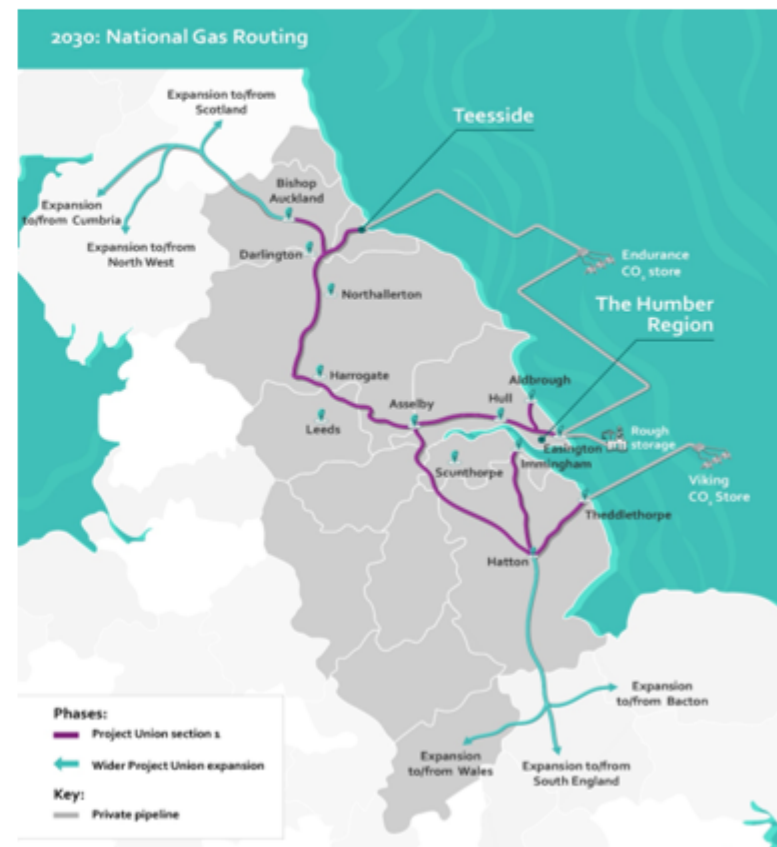 2030: National Gas Routing
Expansion to/from
Scotland
Teesside
Bishop
Auckland
Expansion
to/from Cumbria
Expansion to/from
North West
Darlington
Endurance
CO₂ store
Northallerton
The Humber
Region
Harrogate
Aldbrough
Asselby
Hull
Leeds
Rough
storage
Easington
Immingham
Scunthorpe
Viking
CO₂ Store
Theddlethorpe
Hatton
Expansion
to/from Bacton
Phases:
Project Union section 1
Wider Project Union expansion
Key:
Private pipeline
Expansion
to/from Wales
Expansion to/from
South England